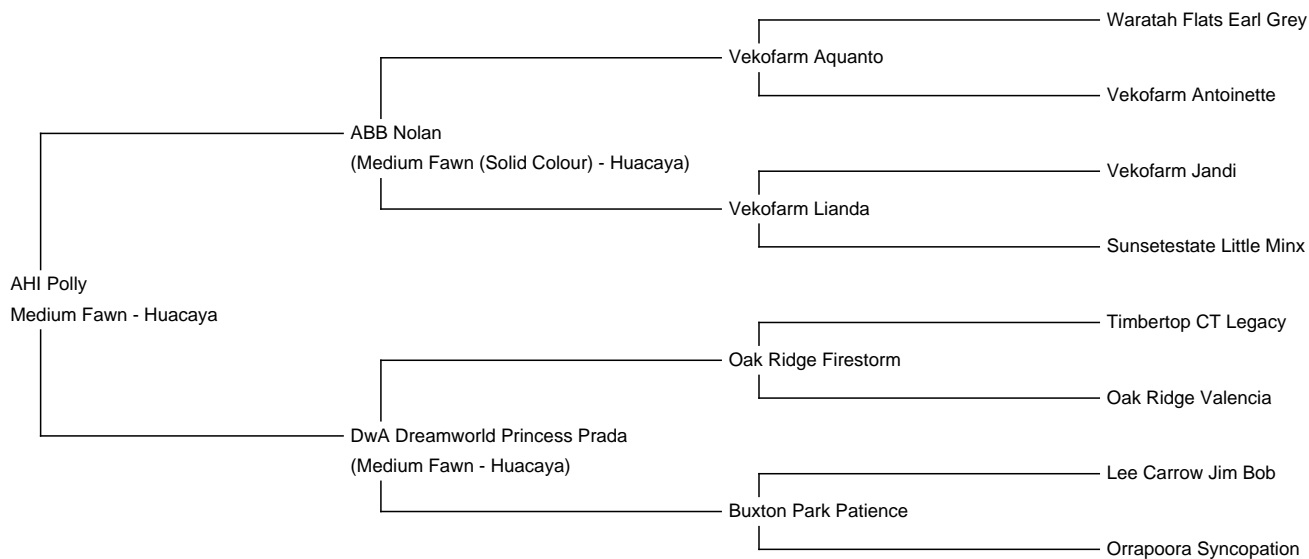 Waratah Flats Earl Grey
Vekofarm Aquanto
Vekofarm Antoinette
ABB Nolan
(Medium Fawn (Solid Colour) - Huacaya)
Vekofarm Jandi
Vekofarm Lianda
Sunsetestate Little Minx
AHI Polly
Medium Fawn - Huacaya
Timbertop CT Legacy
Oak Ridge Firestorm
Oak Ridge Valencia
DwA Dreamworld Princess Prada
(Medium Fawn - Huacaya)
Lee Carrow Jim Bob
Buxton Park Patience
Orrapoora Syncopation